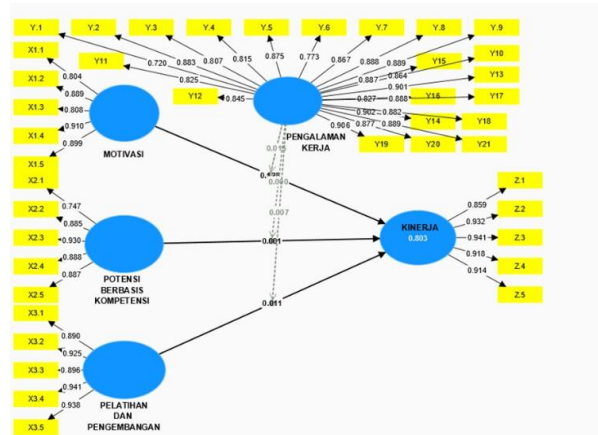 Y.1 Y.2 Y.3 Y.4 Y.5 Y.6 Y.7 Y.8 Y.9
X1.1 0.720 0.883 0.807 0.815 0.875 0.773 0.867 0.888 0.889 Y10
Y11 0.825 0.887 0.864 Y15
X1.2 0.804 0.901 Y13
X1.3 0.889 Y12 0.845 0.827 0.888 Y16 Y17
0.808 0.902 0.882
X1.4 0.910 0.906 0.877 0.889 Y14 Y18
0.899 PENGALAMAN
KERJA
Y19 Y20 Y21
X1.5 MOTIVASI
X2.1
Z.1
X2.2 0.747 0.007 0.859
0.885 KINERJA 0.932 Z.2
X2.3 0.930 0.001 0.803 0.941 Z.3
X2.4 0.888 0.918 Z.4
0.887 0.914
X2.5 POTENSI
BERBASIS
KOMPETENSI
Z.5
X3.1
0.011
X3.2 0.890
0.925
X3.3 0.896
X3.4 0.941
0.938
X3.5 PELATIHAN
DAN
PENGEMBANGAN